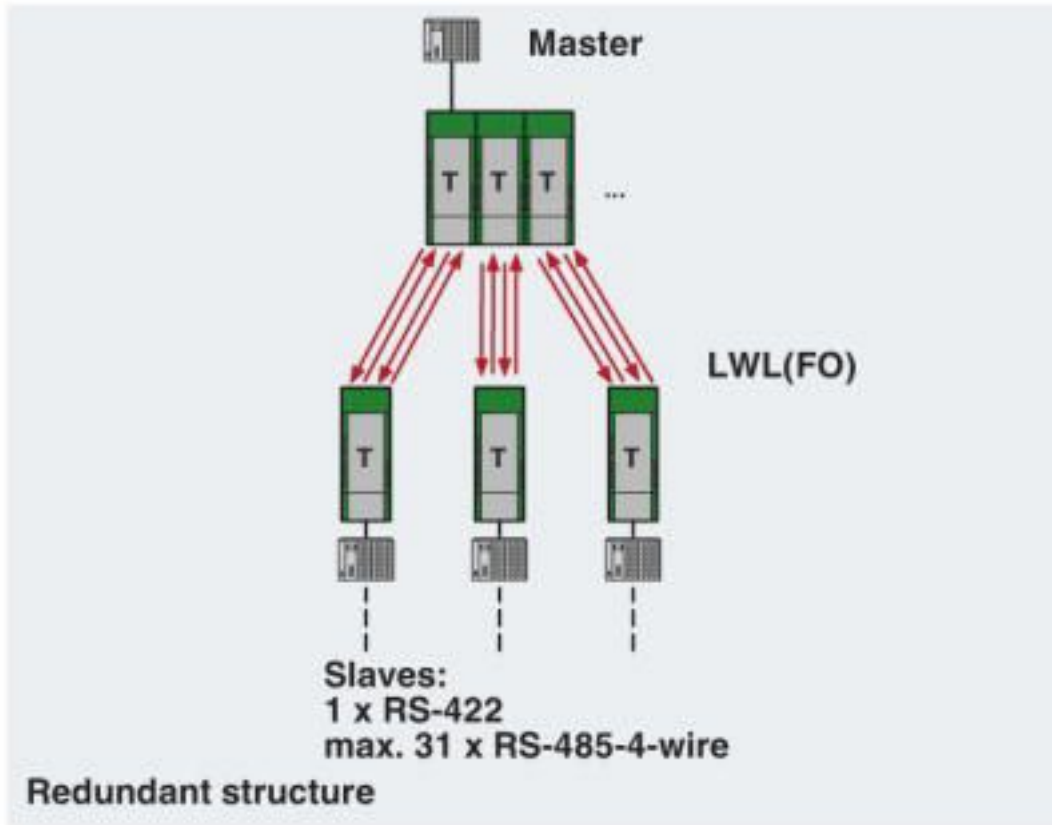 Master
T T T
...
LWL(FO)
T T T
Slaves:
1 x RS-422
max. 31 x RS-485-4-wire
Redundant structure